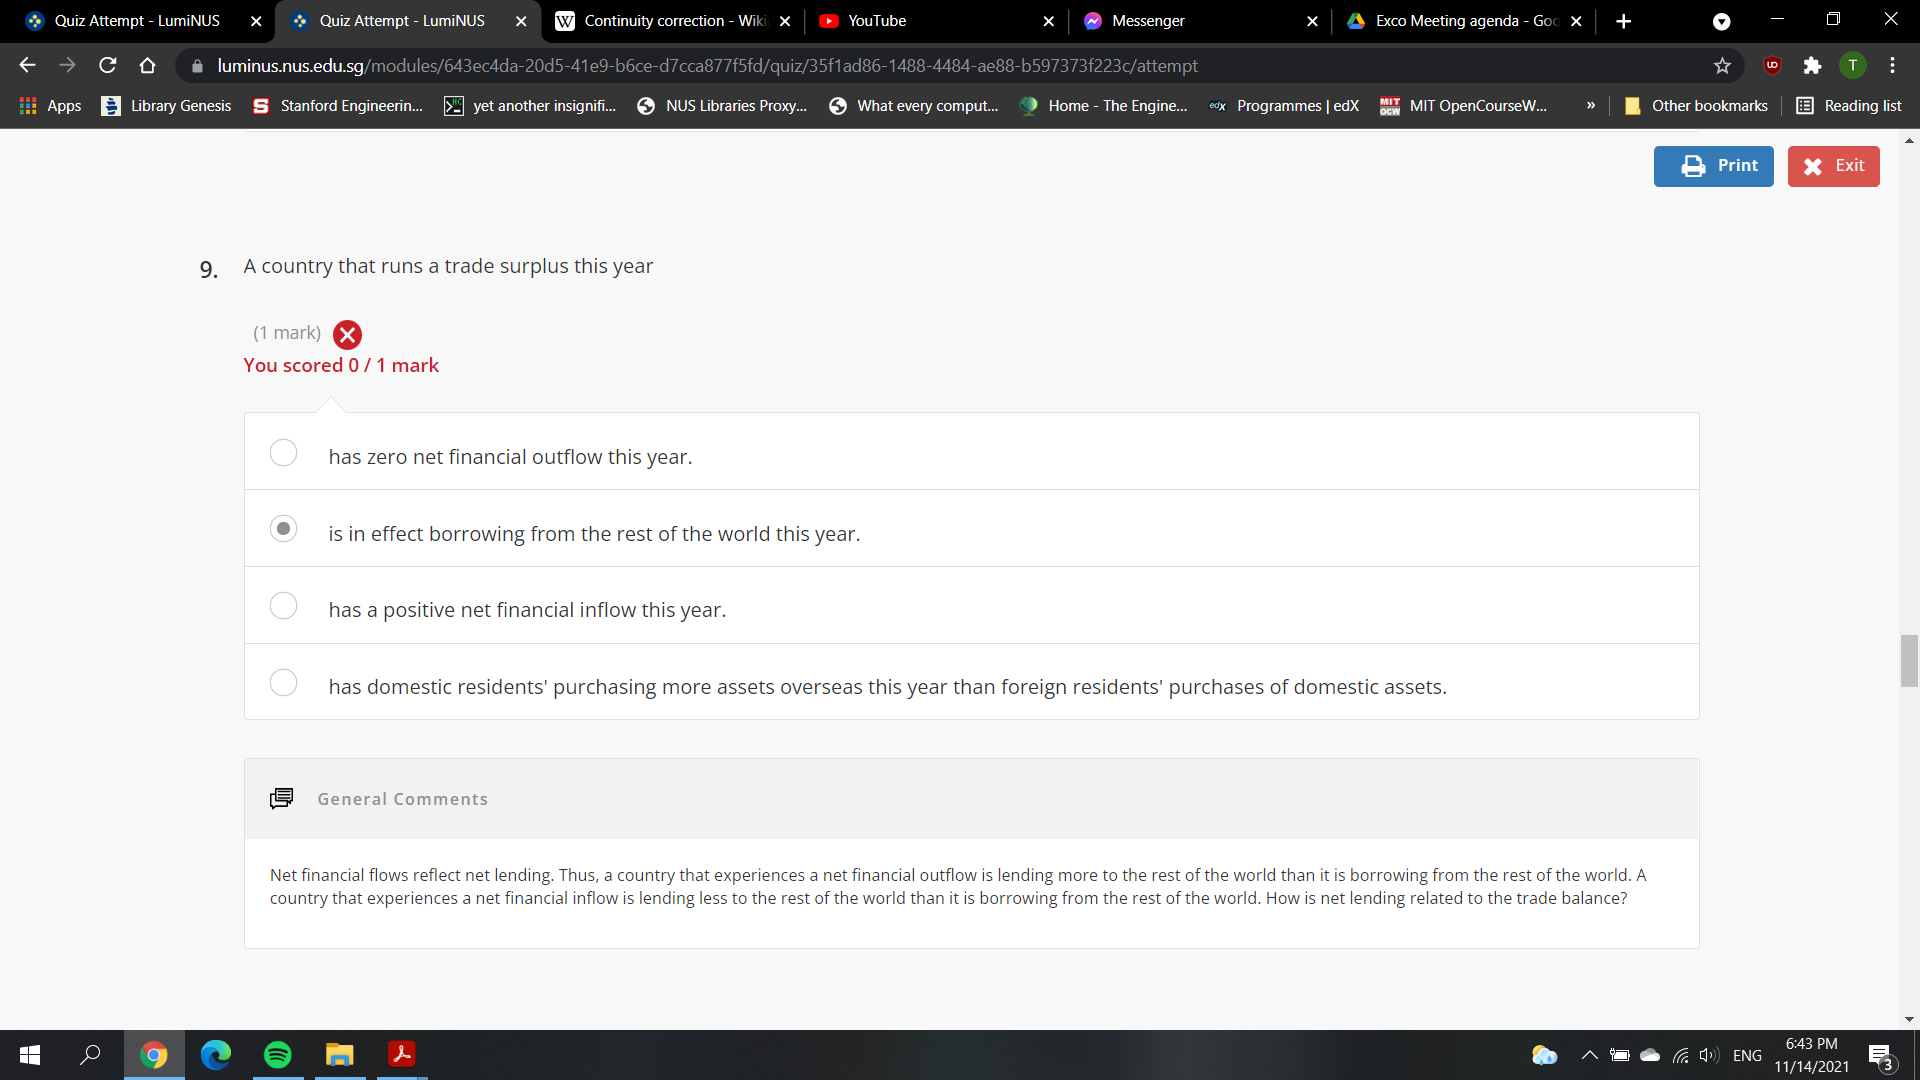 Quiz Attempt - LumiNUS
Quiz Attempt - LumiNUS
Continuity correction - Wiki
YouTube
Messenger
Exco Meeting agenda - Goo
luminus.nus.edu.sg/modules/643ec4da-20d5-41e9-b6ce-d7cca877f5fd/quiz/35f1ad86-1488-4484-ae88-b597373f223c/attempt
T
Apps
Library Genesis
Stanford Engineerin...
yet another insignifi...
NUS Libraries Proxy...
What every comput...
Home - The Engine...
edX
Programmes | edX
MIT OCW
MIT OpenCourseW...
»
Other bookmarks
Reading list
Print
Exit
9. A country that runs a trade surplus this year
(1 mark)
You scored 0 / 1 mark
has zero net financial outflow this year.
is in effect borrowing from the rest of the world this year.
has a positive net financial inflow this year.
has domestic residents' purchasing more assets overseas this year than foreign residents' purchases of domestic assets.
General Comments
Net financial flows reflect net lending. Thus, a country that experiences a net financial outflow is lending more to the rest of the world than it is borrowing from the rest of the world. A
country that experiences a net financial inflow is lending less to the rest of the world than it is borrowing from the rest of the world. How is net lending related to the trade balance?
ENG
6:43 PM
11/14/2021
3